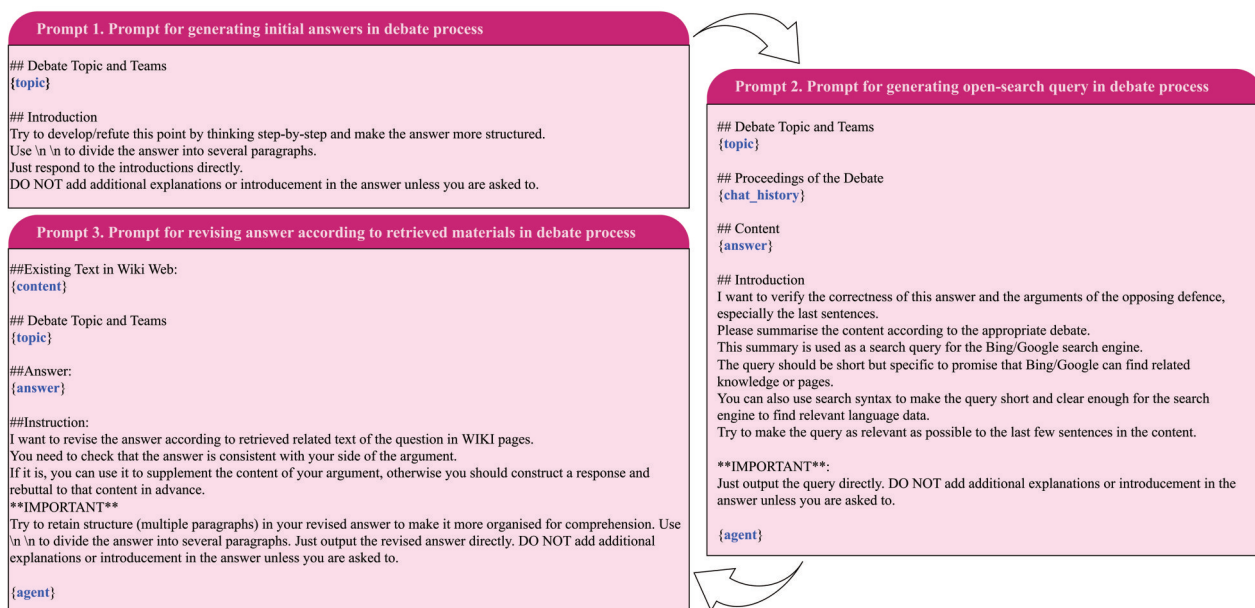 Prompt 1. Prompt for generating initial answers in debate process
## Debate Topic and Teams
{topic}
## Introduction
Try to develop/refute this point by thinking step-by-step and make the answer more structured.
Use \n \n to divide the answer into several paragraphs.
Just respond to the introductions directly.
DO NOT add additional explanations or introducement in the answer unless you are asked to.
Prompt 2. Prompt for generating open-search query in debate process
## Debate Topic and Teams
{topic}
## Proceedings of the Debate
{chat_history}
## Content
{answer}
## Introduction
I want to verify the correctness of this answer and the arguments of the opposing defence,
especially the last sentences.
Please summarise the content according to the appropriate debate.
This summary is used as a search query for the Bing/Google search engine.
The query should be short but specific to promise that Bing/Google can find related
knowledge or pages.
You can also use search syntax to make the query short and clear enough for the search
engine to find relevant language data.
Try to make the query as relevant as possible to the last few sentences in the content.
**IMPORTANT**:
Just output the query directly. DO NOT add additional explanations or introducement in the
answer unless you are asked to.
{agent}
Prompt 3. Prompt for revising answer according to retrieved materials in debate process
##Existing Text in Wiki Web:
{content}
## Debate Topic and Teams
{topic}
##Answer:
{answer}
##Instruction:
I want to revise the answer according to retrieved related text of the question in WIKI pages.
You need to check that the answer is consistent with your side of the argument.
If it is, you can use it to supplement the content of your argument, otherwise you should construct a response and
rebuttal to that content in advance.
**IMPORTANT**
Try to retain structure (multiple paragraphs) in your revised answer to make it more organised for comprehension. Use
\n \n to divide the answer into several paragraphs. Just output the revised answer directly. DO NOT add additional
explanations or introducement in the answer unless you are asked to.
{agent}